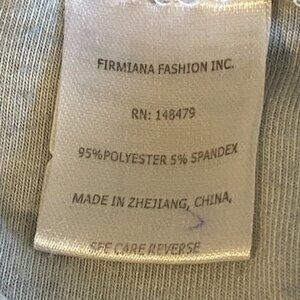 FIRMIANA FASHION INC.
RN: 148479
95%POLYESTER 5% SPANDEX
MADE IN ZHEJIANG, CHINA,
SEE CARE REVERSE